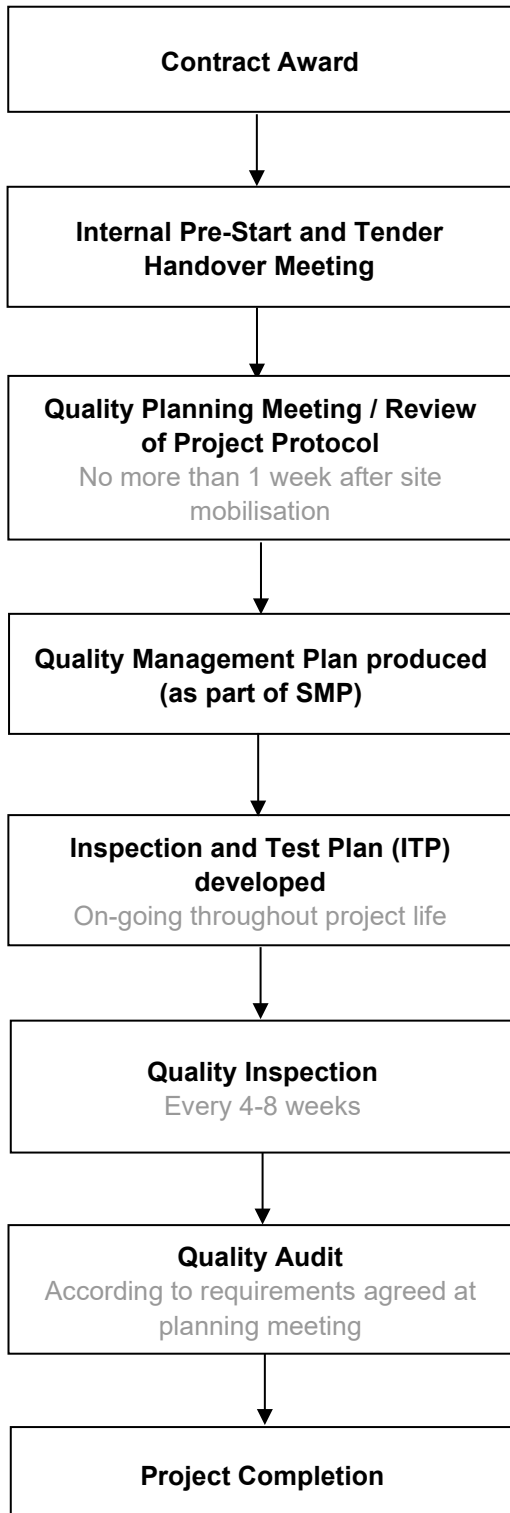 Contract Award
Internal Pre-Start and Tender
Handover Meeting
Quality Planning Meeting / Review
of Project Protocol
No more than 1 week after site
mobilisation
Quality Management Plan produced
(as part of SMP)
Inspection and Test Plan (ITP)
developed
On-going throughout project life
Quality Inspection
Every 4-8 weeks
Quality Audit
According to requirements agreed at
planning meeting
Project Completion